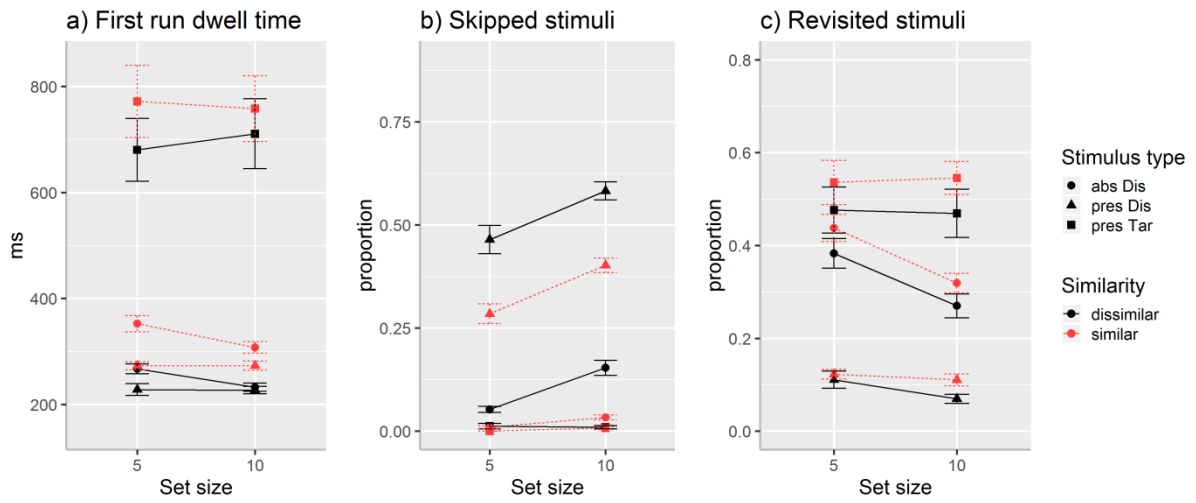 a) First run dwell time
800
600
400
200
ms
5
10
Set size
b) Skipped stimuli
0.75
0.50
0.25
0.00
proportion
5
10
Set size
c) Revisited stimuli
0.8
0.6
0.4
0.2
0.0
proportion
5
10
Set size
Stimulus type
abs Dis
pres Dis
pres Tar
Similarity
dissimilar
similar